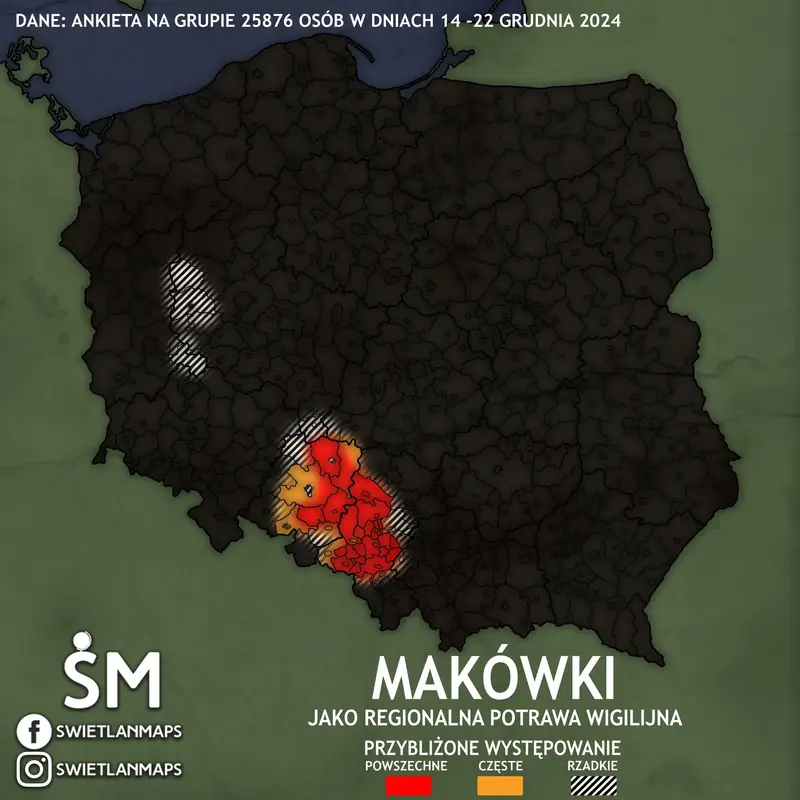 DANE: ANKIETA NA GRUPIE 25876 OSÓB W DNIACH 14 -22 GRUDNIA 2024
ŚM
SWIETLANMAPS
SWIETLANMAPS
MAKÓWKI
JAKO REGIONALNA POTRAWA WIGILIJNA
PRZYBLIŻONE WYSTĘPOWANIE
POWSZECHNE CZĘSTE RZADKIE